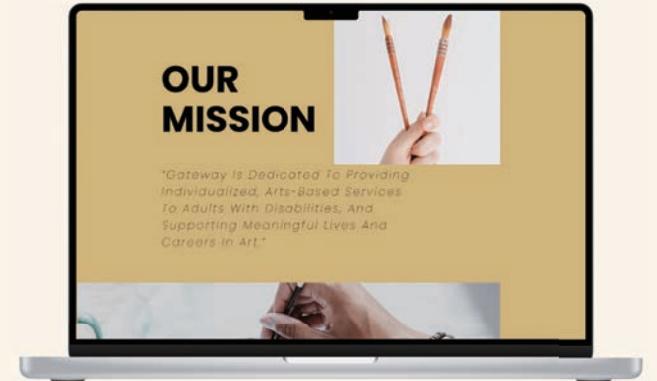 OUR
MISSION
"Gateway Is Dedicated To Providing
Individualized, Arts-Based Services
To Adults With Disabilities, And
Supporting Meaningful Lives And
Careers In Art."